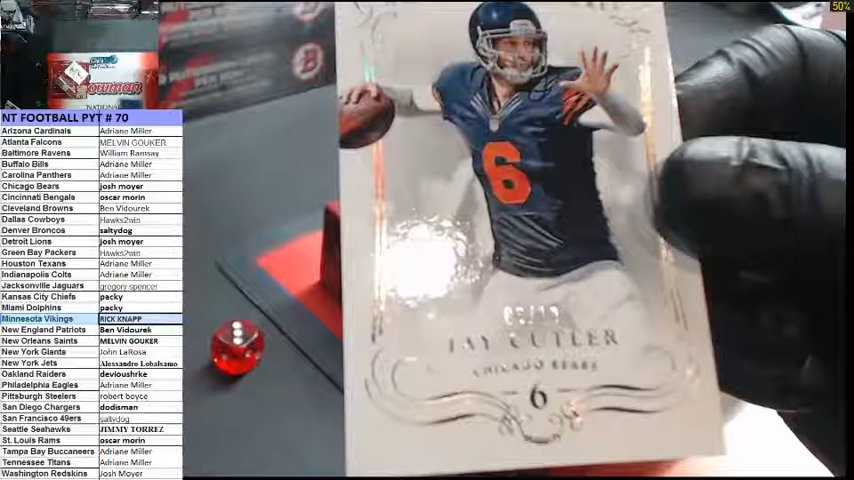 50%
Bowman
NATIONAL
NT FOOTBALL PYT # 70
Arizona Cardinals Adriane Miller
Atlanta Falcons MELVIN GOUKER
Baltimore Ravens William Ramsay
Buffalo Bills Adriane Miller
Carolina Panthers Adriane Miller
Chicago Bears josh moyer
Cincinnati Bengals oscar morin
Cleveland Browns Ben Vidourek
Dallas Cowboys Hawks2win
Denver Broncos saltydog
Detroit Lions josh moyer
Green Bay Packers Hawks2win
Houston Texans Adriane Miller
Indianapolis Colts Adriane Miller
Jacksonville Jaguars gregory spencer
Kansas City Chiefs packy
Miami Dolphins packy
Minnesota Vikings RICK KNAPP
New England Patriots Ben Vidourek
New Orleans Saints MELVIN GOUKER
New York Giants John LaRosa
New York Jets Alessandro Lobalsamo
Oakland Raiders devioushrke
Philadelphia Eagles Adriane Miller
Pittsburgh Steelers robert boyce
San Diego Chargers dodisman
San Francisco 49ers saltydog
Seattle Seahawks JIMMY TORREZ
St. Louis Rams oscar morin
Tampa Bay Buccaneers Adriane Miller
Tennessee Titans Adriane Miller
Washington Redskins Josh Moyer
6
JAY CUTLER
CHICAGO BEARS
6